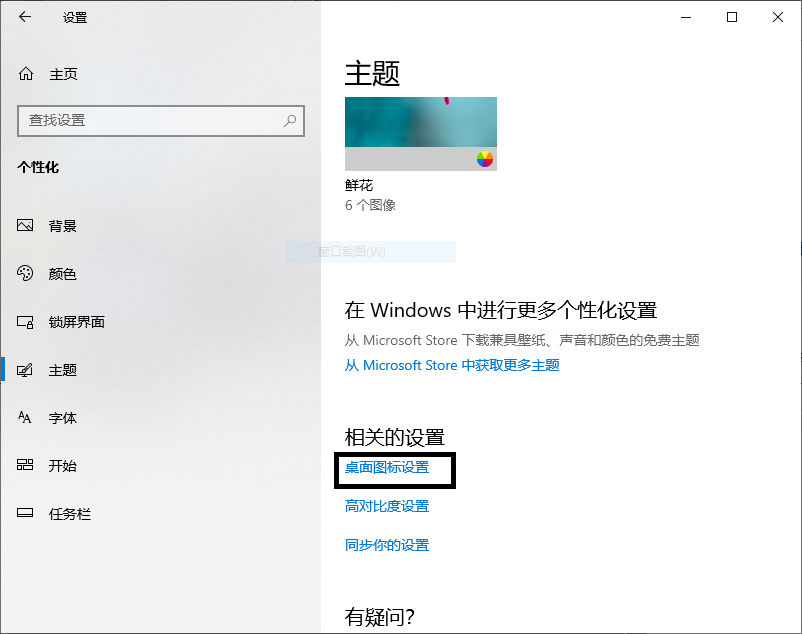 设置
主页
查找设置
个性化
背景
颜色
锁屏界面
主题
字体
开始
任务栏
主题
鲜花
6 个图像
窗口截图(W)
在 Windows 中进行更多个性化设置
从 Microsoft Store 下载兼具壁纸、声音和颜色的免费主题
从 Microsoft Store 中获取更多主题
相关的设置
桌面图标设置
高对比度设置
同步你的设置
有疑问?